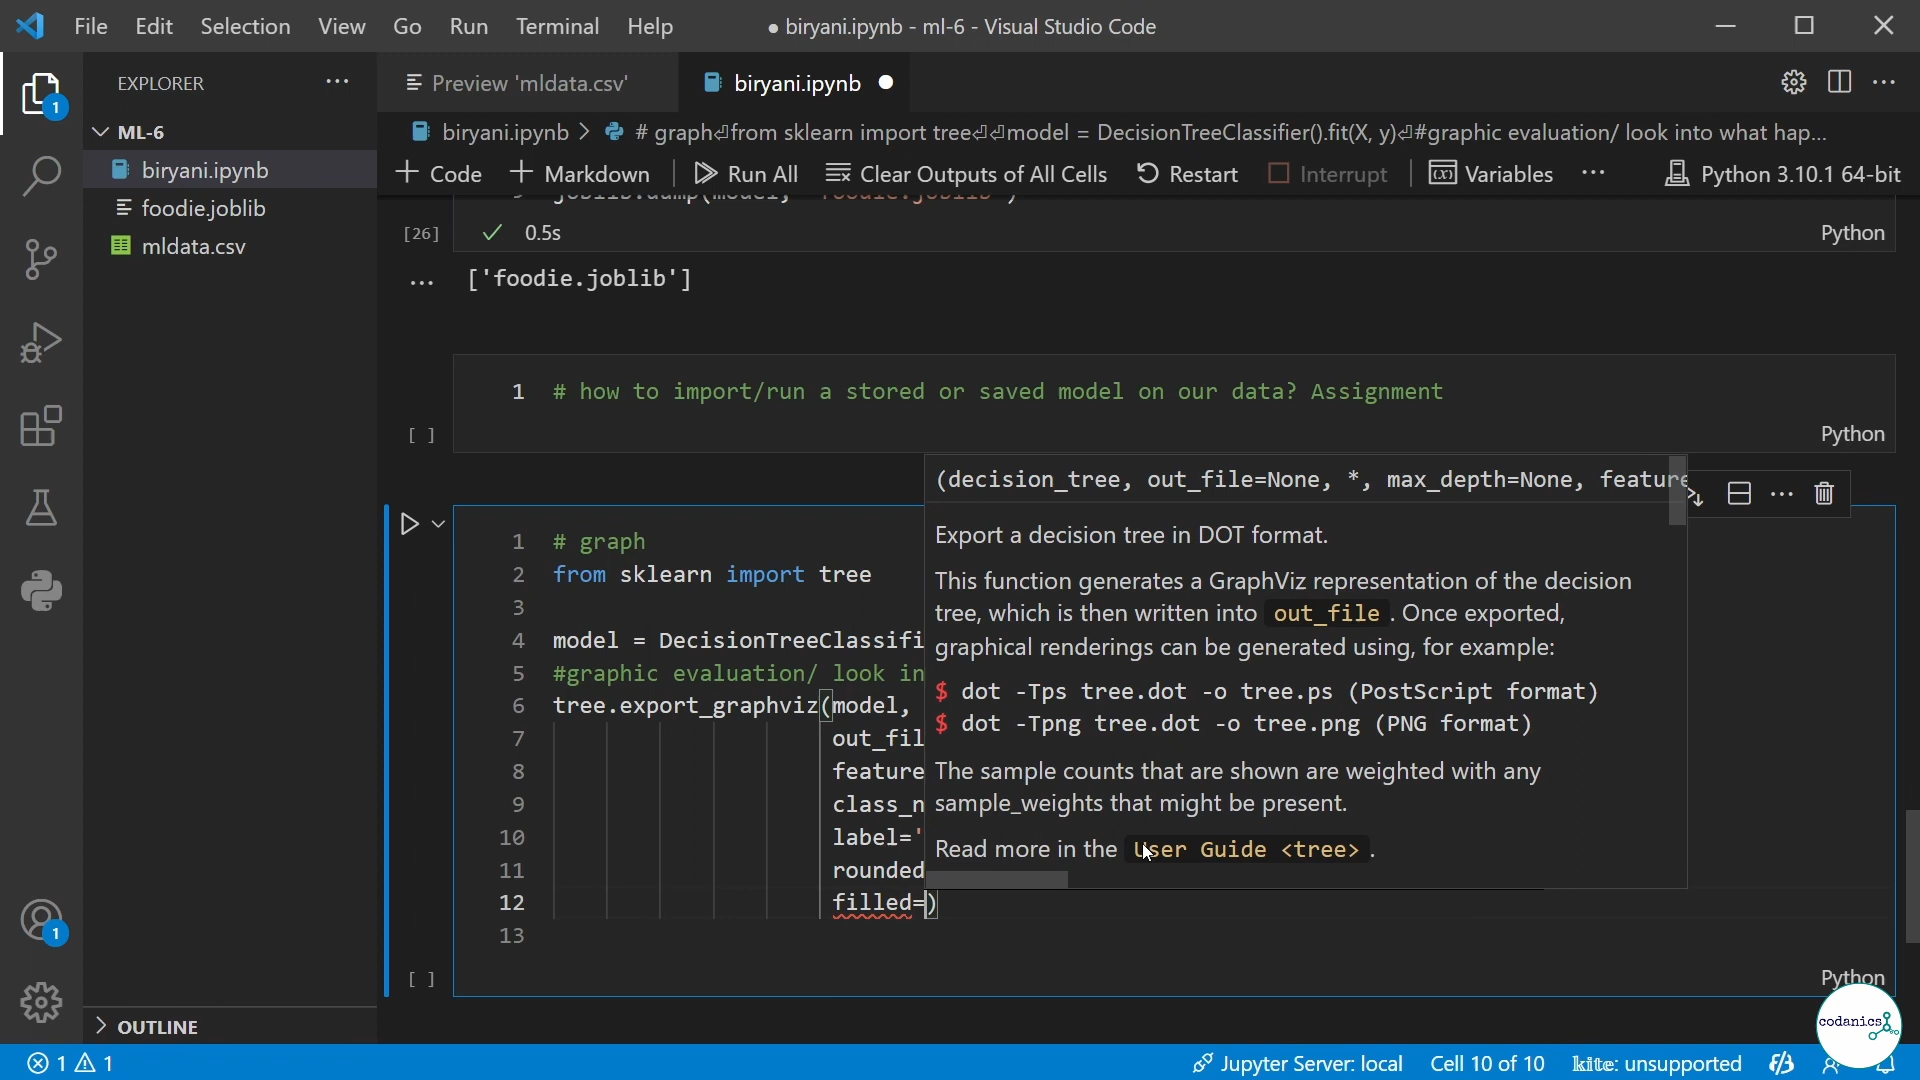 File Edit Selection View Go Run Terminal Help ● biryani.ipynb - ml-6 - Visual Studio Code
EXPLORER
Preview 'mldata.csv'
biryani.ipynb
1
ML-6
biryani.ipynb > # graph⏎from sklearn import tree⏎⏎model = DecisionTreeClassifier().fit(X, y)⏎#graphic evaluation/ look into what hap...
biryani.ipynb
foodie.joblib
mldata.csv
Code Markdown Run All Clear Outputs of All Cells Restart Interrupt Variables ... Python 3.10.1 64-bit
9 joblib.dump(model, 'foodie.joblib')
[26] 0.5s Python
... ['foodie.joblib']
1 # how to import/run a stored or saved model on our data? Assignment
[ ] Python
(decision_tree, out_file=None, *, max_depth=None, feature
Export a decision tree in DOT format.
This function generates a GraphViz representation of the decision
tree, which is then written into out_file . Once exported,
graphical renderings can be generated using, for example:
$ dot -Tps tree.dot -o tree.ps (PostScript format)
$ dot -Tpng tree.dot -o tree.png (PNG format)
The sample counts that are shown are weighted with any
sample_weights that might be present.
Read more in the User Guide <tree> .
1 # graph
2 from sklearn import tree
3
4 model = DecisionTreeClassifi
5 #graphic evaluation/ look in
6 tree.export_graphviz(model,
7 out_fil
8 feature
9 class_n
10 label='
11 rounded
12 filled=)
13
[ ] Python
1
OUTLINE
codanics
1 1 Jupyter Server: local Cell 10 of 10 kite: unsupported